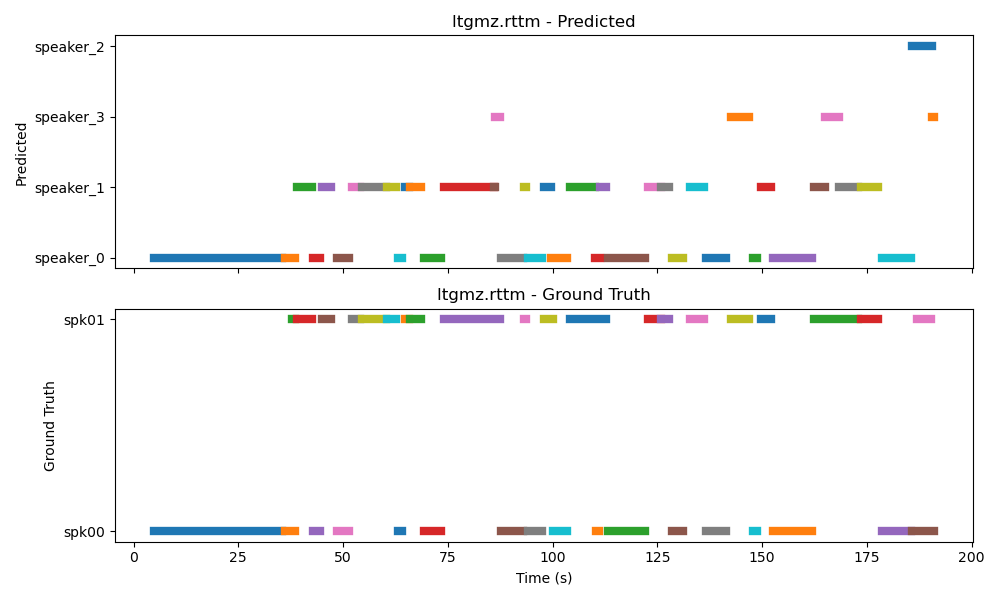 ltgmz.rttm - Predicted
speaker_2
speaker_3
speaker_1
speaker_0
Predicted
ltgmz.rttm - Ground Truth
spk01
spk00
Ground Truth
0 25 50 75 100 125 150 175 200
Time (s)